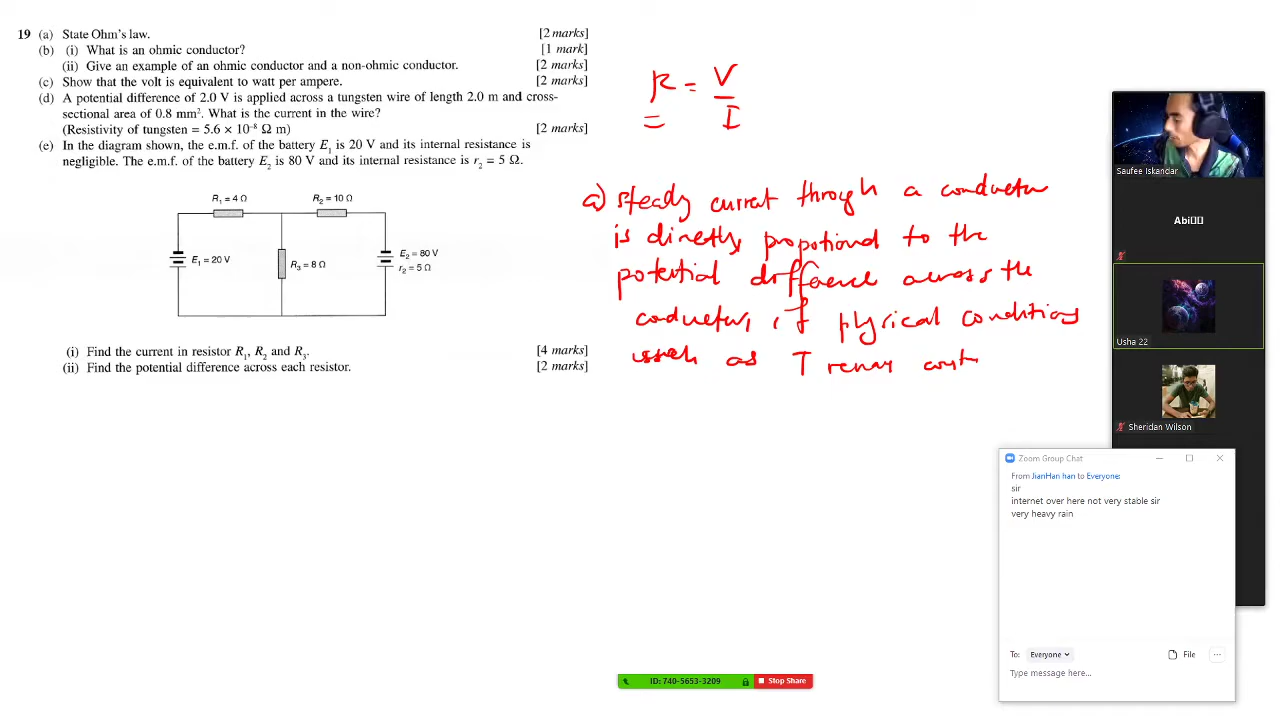 19 (a) State Ohm's law. [2 marks]
(b) (i) What is an ohmic conductor? [1 mark]
(ii) Give an example of an ohmic conductor and a non-ohmic conductor. [2 marks]
(c) Show that the volt is equivalent to watt per ampere. [2 marks]
(d) A potential difference of 2.0 V is applied across a tungsten wire of length 2.0 m and cross-
sectional area of 0.8 mm². What is the current in the wire?
(Resistivity of tungsten = 5.6 × 10⁻⁸ Ω m) [2 marks]
(e) In the diagram shown, the e.m.f. of the battery E₁ is 20 V and its internal resistance is
negligible. The e.m.f. of the battery E₂ is 80 V and its internal resistance is r₂ = 5 Ω.
R₁ = 4 Ω R₂ = 10 Ω
E₁ = 20 V
R₃ = 8 Ω
E₂ = 80 V
r₂ = 5 Ω
(i) Find the current in resistor R₁, R₂ and R₃. [4 marks]
(ii) Find the potential difference across each resistor. [2 marks]
R = V
I
a) steady current through a conductor
is directly propotional to the
potential difference across the
conductor, if physical conditions
such as T
Saufee Iskandar
Abi
Usha 22
Sheridan Wilson
Zoom Group Chat
From JianHan han to Everyone:
sir
internet over here not very stable sir
very heavy rain
To: Everyone File ...
Type message here...
ID: 740-5653-3209 Stop Share